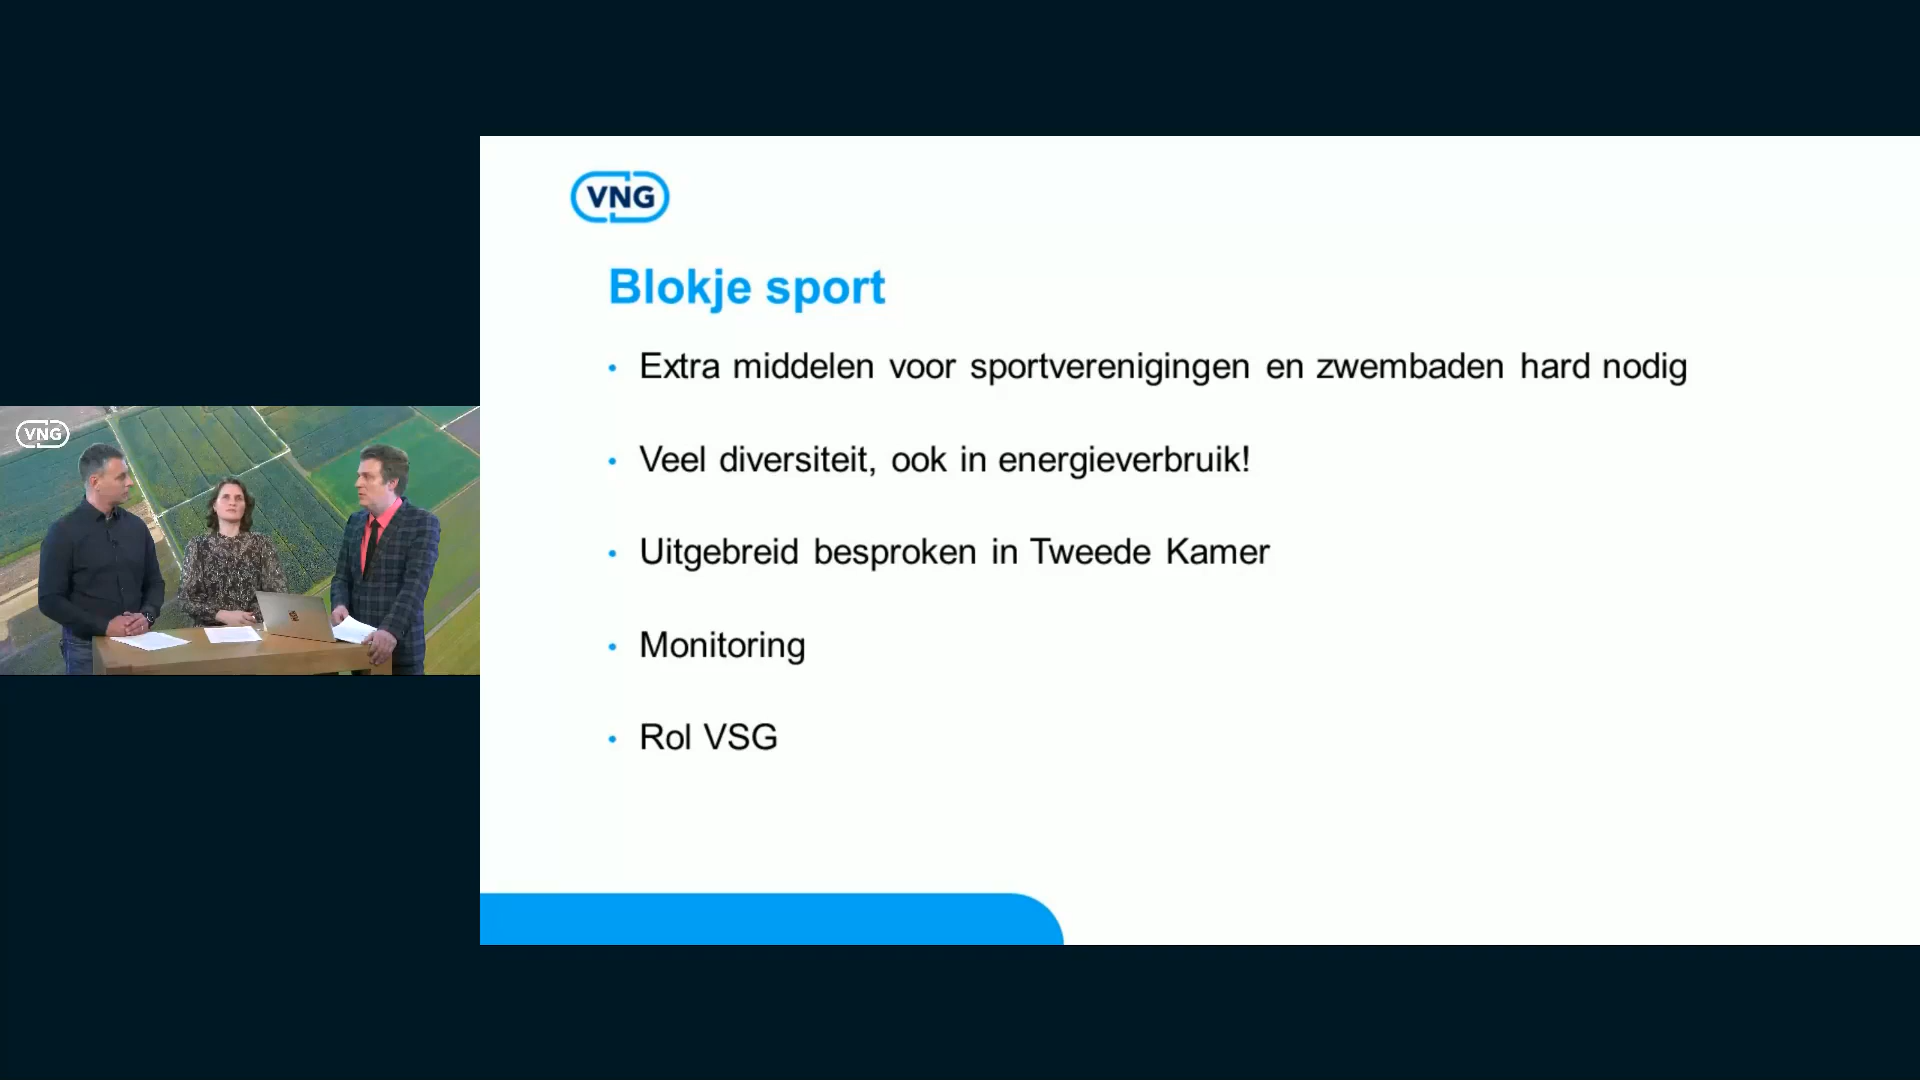 VNG
VNG
Blokje sport
• Extra middelen voor sportverenigingen en zwembaden hard nodig
• Veel diversiteit, ook in energieverbruik!
• Uitgebreid besproken in Tweede Kamer
• Monitoring
• Rol VSG